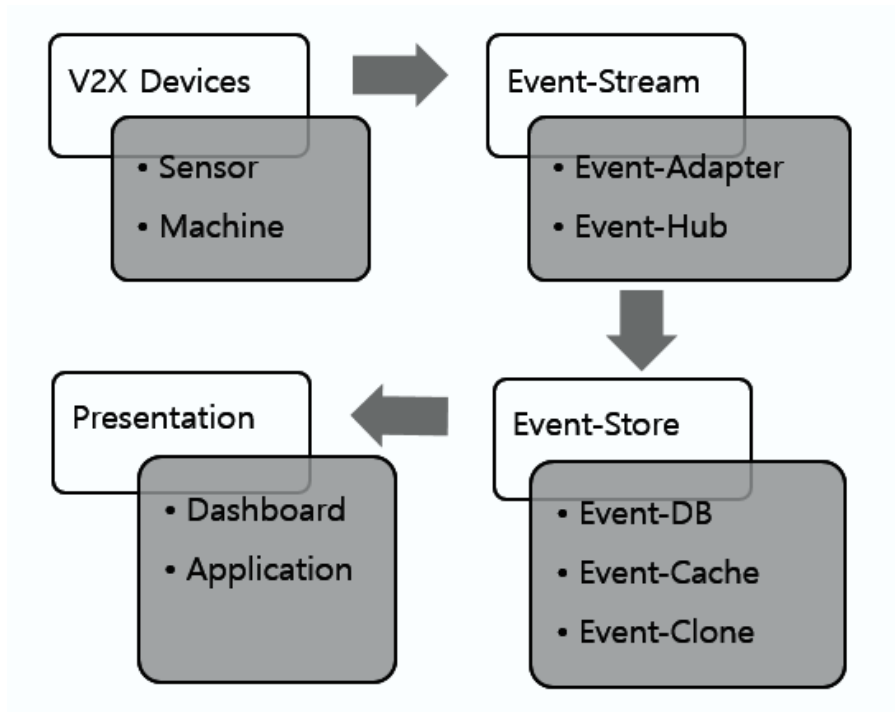 V2X Devices
• Sensor
• Machine
Event-Stream
• Event-Adapter
• Event-Hub
Event-Store
• Event-DB
• Event-Cache
• Event-Clone
Presentation
• Dashboard
• Application